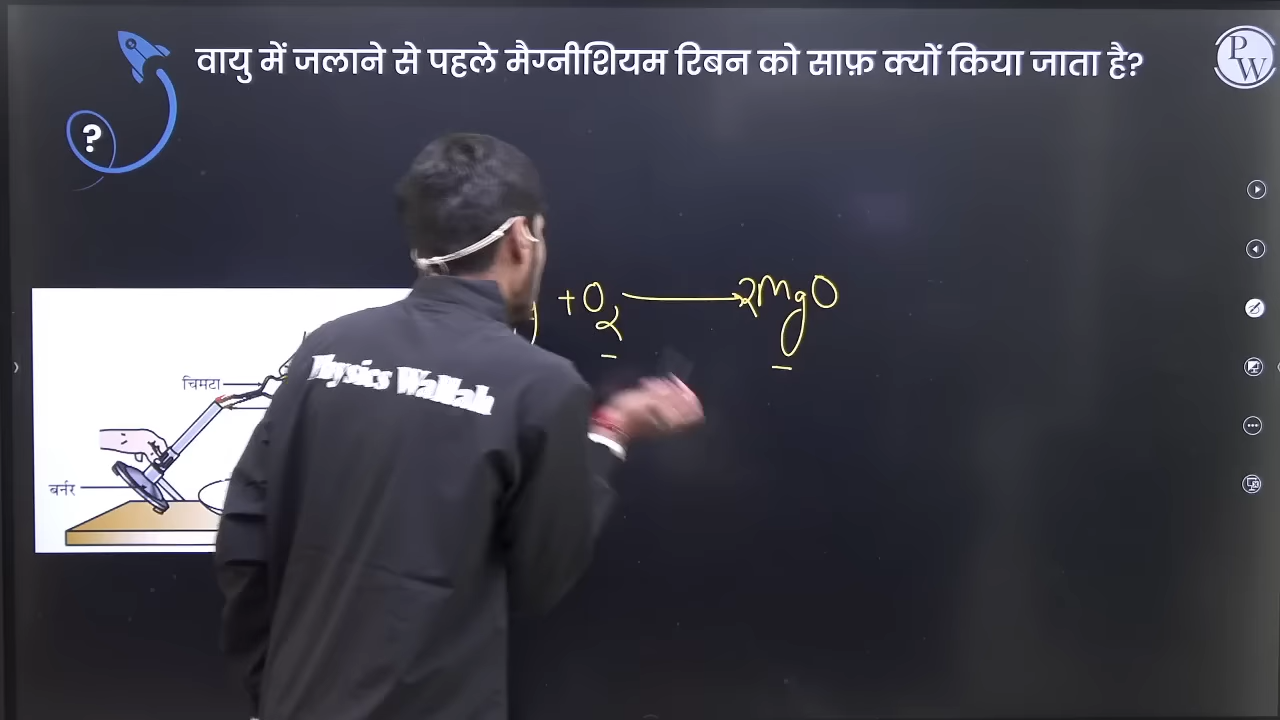 वायु में जलाने से पहले मैग्नीशियम रिबन को साफ़ क्यों किया जाता है?
PW
?
+O₂ → 2MgO
चिमटा
Physics Wallah
बर्नर